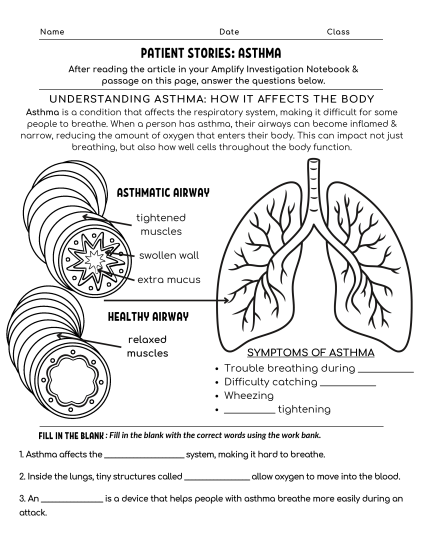 Name Date Class
PATIENT STORIES: ASTHMA
After reading the article in your Amplify Investigation Notebook &
passage on this page, answer the questions below.
UNDERSTANDING ASTHMA: HOW IT AFFECTS THE BODY
Asthma is a condition that affects the respiratory system, making it difficult for some
people to breathe. When a person has asthma, their airways can become inflamed &
narrow, reducing the amount of oxygen that enters their body. This can impact not just
breathing, but also how well cells throughout the body function.
ASTHMATIC AIRWAY
tightened
muscles
swollen wall
extra mucus
HEALTHY AIRWAY
relaxed
muscles
SYMPTOMS OF ASTHMA
• Trouble breathing during __________
• Difficulty catching __________
• Wheezing
• __________ tightening
FILL IN THE BLANK : Fill in the blank with the correct words using the work bank.
1. Asthma affects the ________________ system, making it hard to breathe.
2. Inside the lungs, tiny structures called _____________ allow oxygen to move into the blood.
3. An _____________ is a device that helps people with asthma breathe more easily during an
attack.